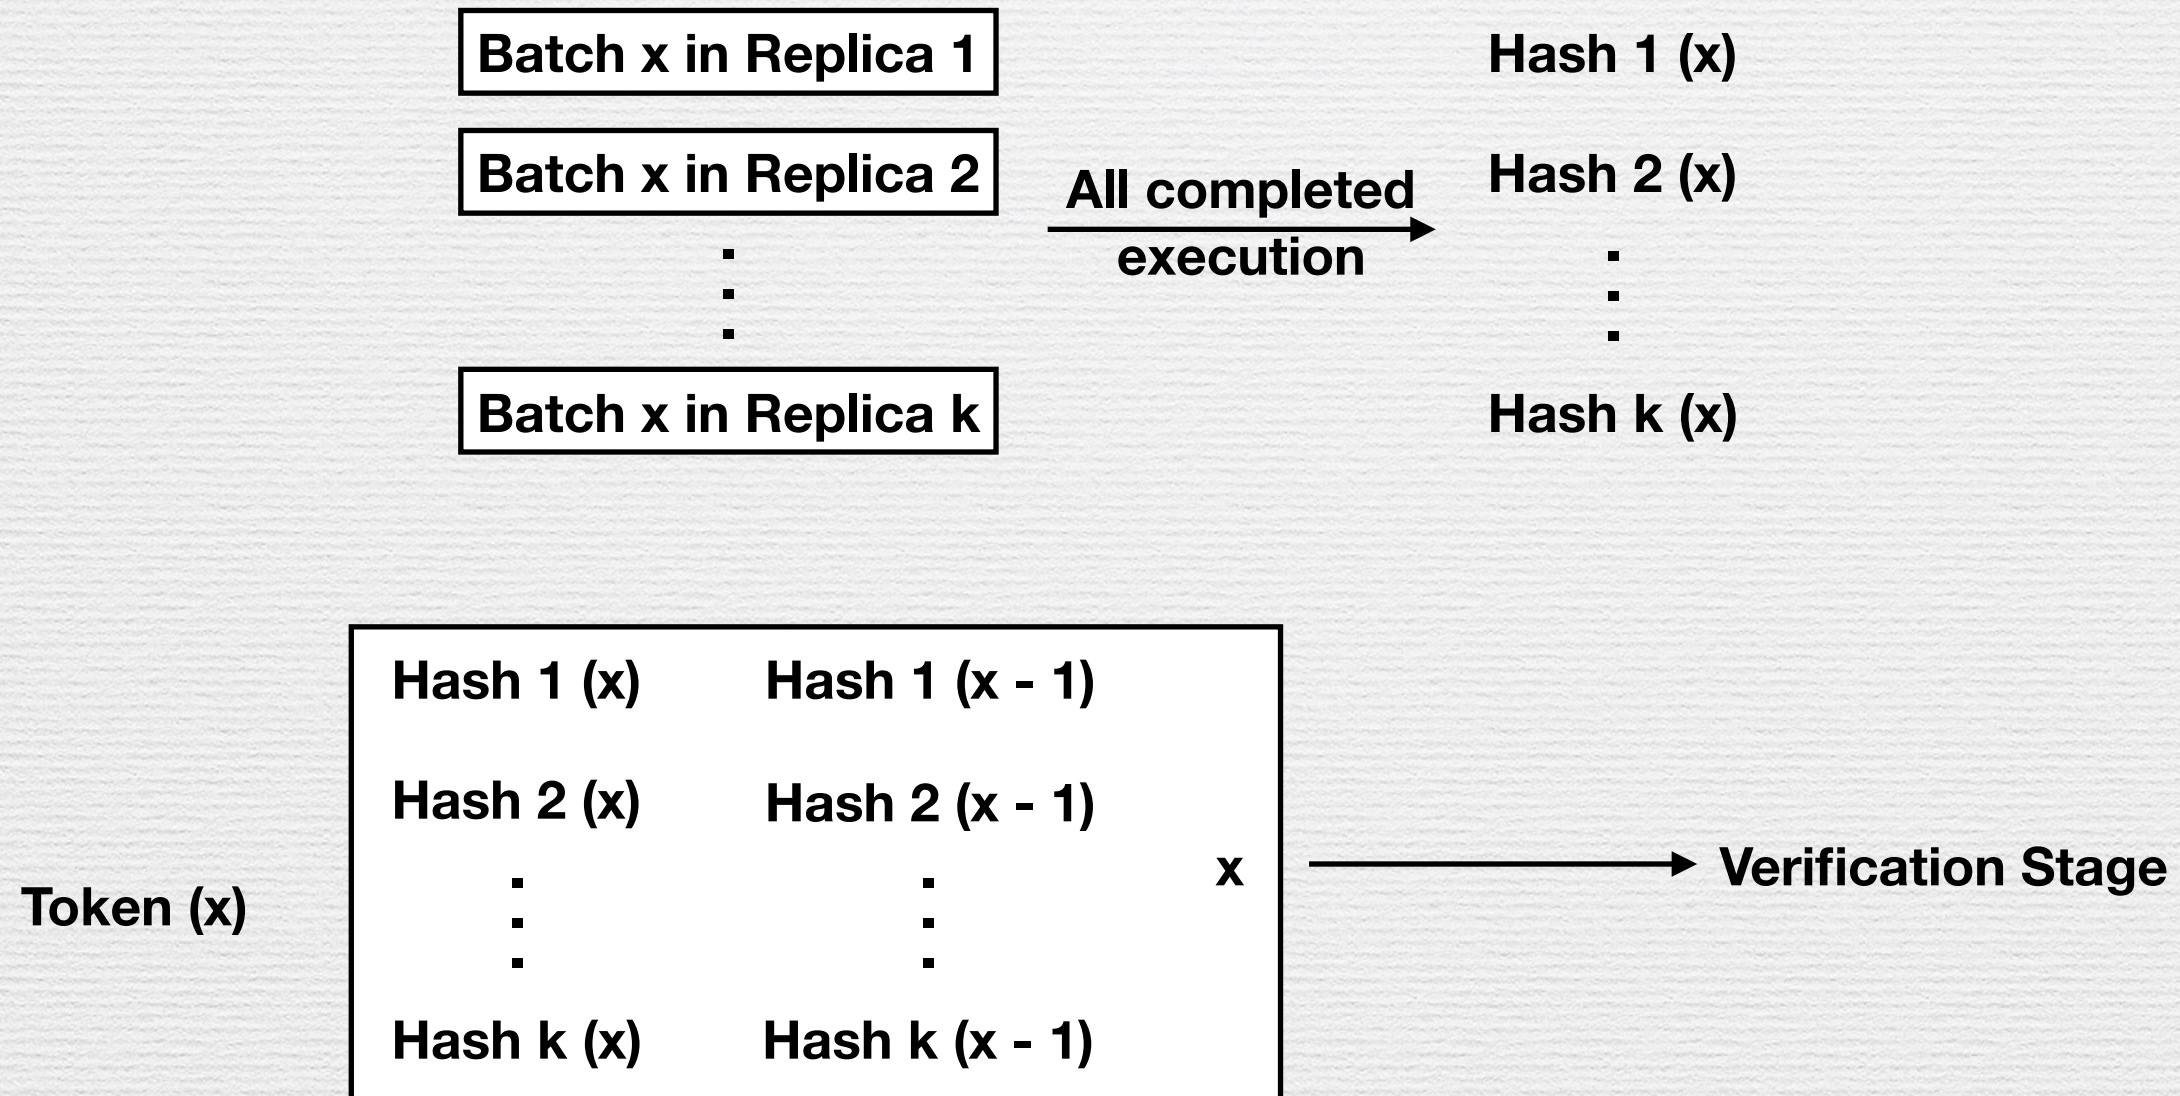 Batch x in Replica 1
Hash 1 (x)
Batch x in Replica 2
All completed
execution
Hash 2 (x)
Batch x in Replica k
Hash k (x)
Token (x)
Hash 1 (x)
Hash 1 (x - 1)
Hash 2 (x)
Hash 2 (x - 1)
x
Verification Stage
Hash k (x)
Hash k (x - 1)